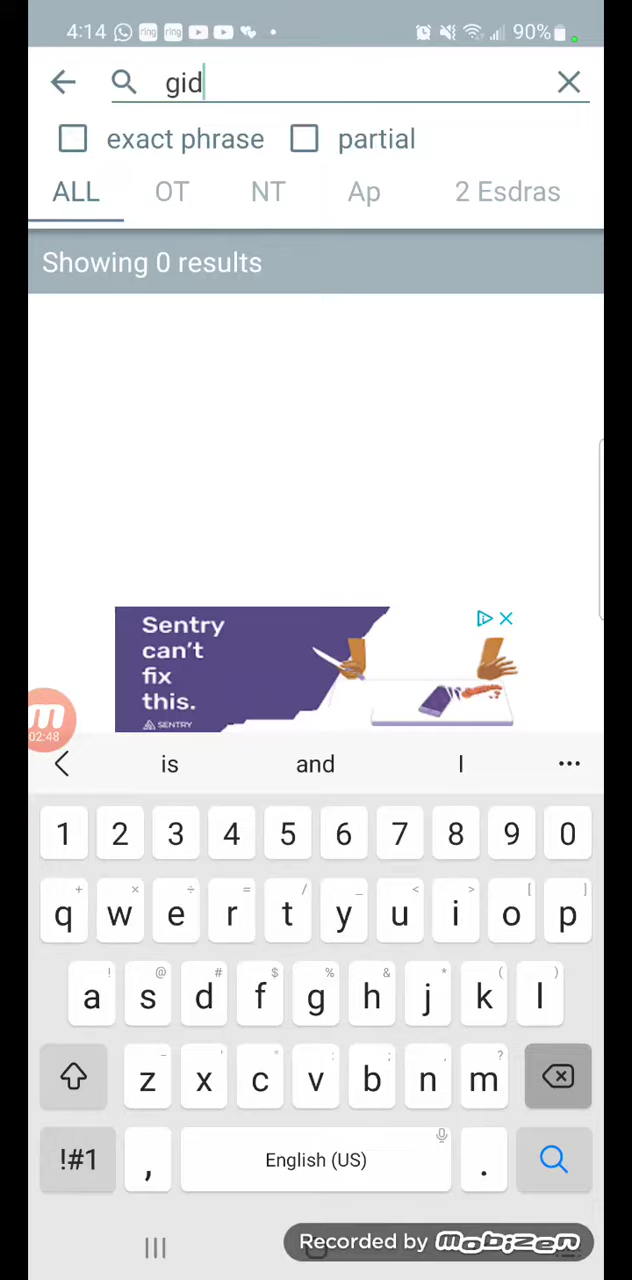 4:14 ring ring 90%
gid
exact phrase partial
ALL OT NT Ap 2 Esdras
Showing 0 results
Sentry
can't
fix
this.
SENTRY
02:48
is and I ...
1 2 3 4 5 6 7 8 9 0
+ × ÷ = / _ < > [ ]
q w e r t y u i o p
! @ # $ % & * ( )
a s d f g h j k l
- ' " : ; , ?
z x c v b n m
!#1 , English (US) .
Recorded by mobizen